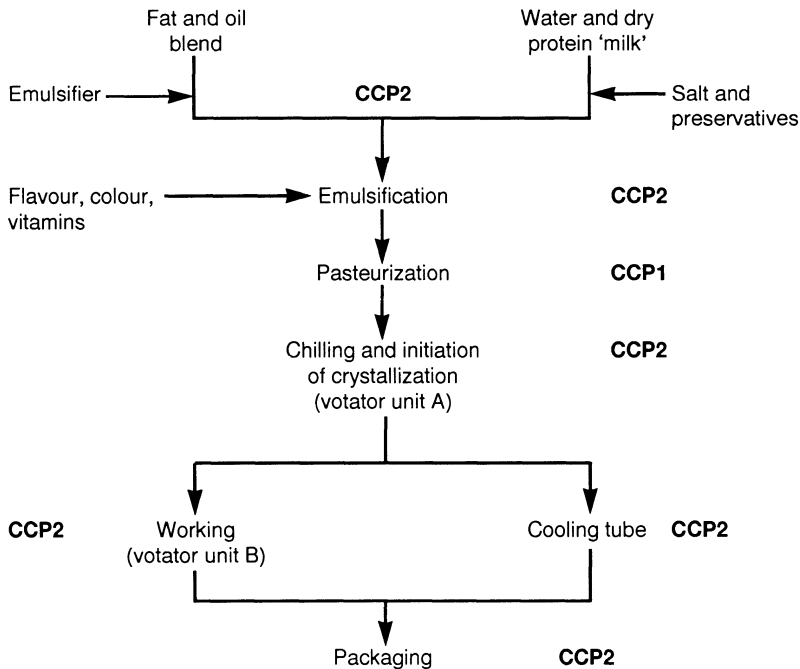 Fat and oil
blend
Water and dry
protein ‘milk’
Emulsifier
CCP2
Salt and
preservatives
Flavour, colour,
vitamins
Emulsification
CCP2
Pasteurization
CCP1
Chilling and initiation
of crystallization
(votator unit A)
CCP2
CCP2
Working
(votator unit B)
Cooling tube
CCP2
Packaging
CCP2